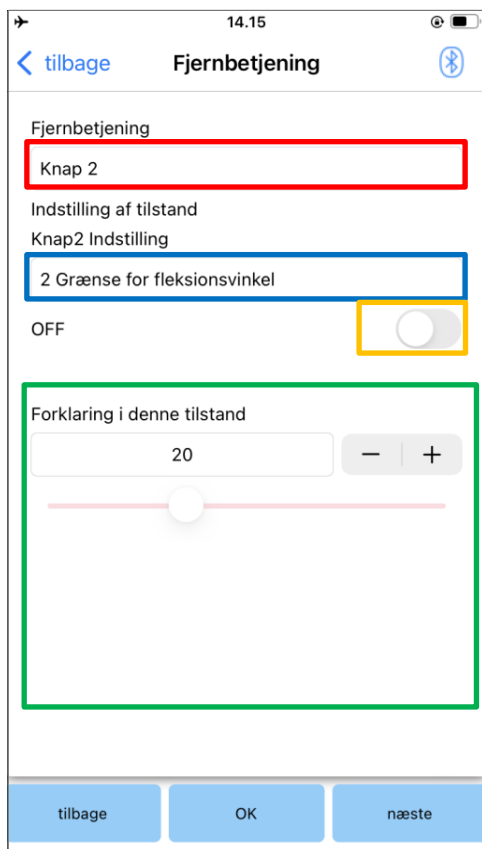 14.15
tilbage Fjernbetjening
Fjernbetjening
Knap 2
Indstilling af tilstand
Knap2 Indstilling
2 Grænse for fleksionsvinkel
OFF
Forklaring i denne tilstand
20 − +
tilbage OK næste